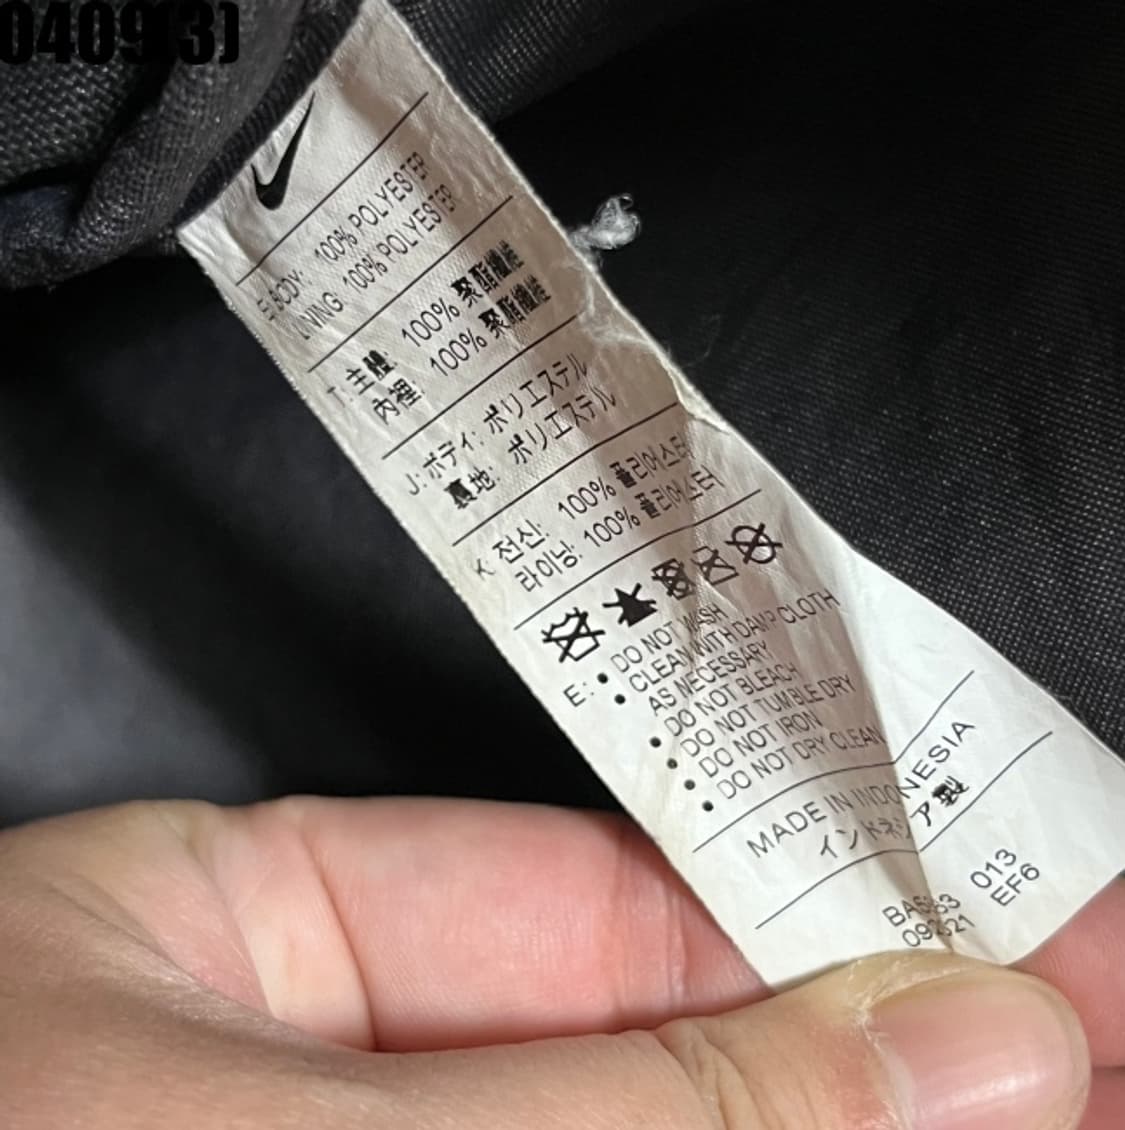 0409(3)
E:BODY: 100% POLYESTER
LINING 100% POLYESTER
T:主體: 100% 聚酯纖維
內裡: 100% 聚酯纖維
J:ボディ: ポリエステル
裏地: ポリエステル
K 전신: 100% 폴리에스터
라이닝: 100% 폴리에스터
E: • DO NOT WASH
• CLEAN WITH DAMP CLOTH
AS NECESSARY
• DO NOT BLEACH
• DO NOT TUMBLE DRY
• DO NOT IRON
• DO NOT DRY CLEAN
MADE IN INDONESIA
インドネシア製
013
EF6